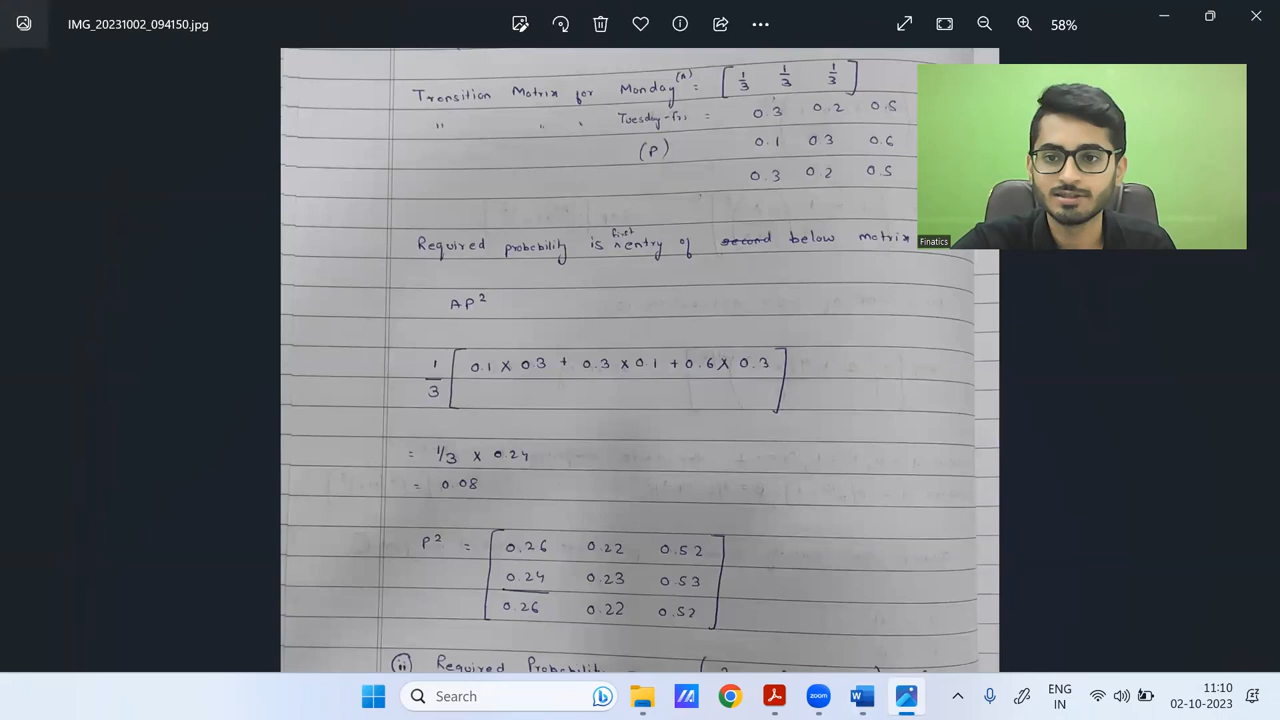 IMG_20231002_094150.jpg
58%
Transition Matrix for Monday (A) = [ 1/3 1/3 1/3 ]
" " " Tuesday-fri = 0.3 0.2 0.5
(P) 0.1 0.3 0.6
0.3 0.2 0.5
Required probability is first entry of second below matrix
AP²
1/3 [ 0.1 × 0.3 + 0.3 × 0.1 + 0.6 × 0.3 ]
= 1/3 × 0.24
= 0.08
P² = [ 0.26 0.22 0.52
0.24 0.23 0.53
0.26 0.22 0.52 ]
(ii) Required Probability
Finatics
Search
ENG
IN
11:10
02-10-2023